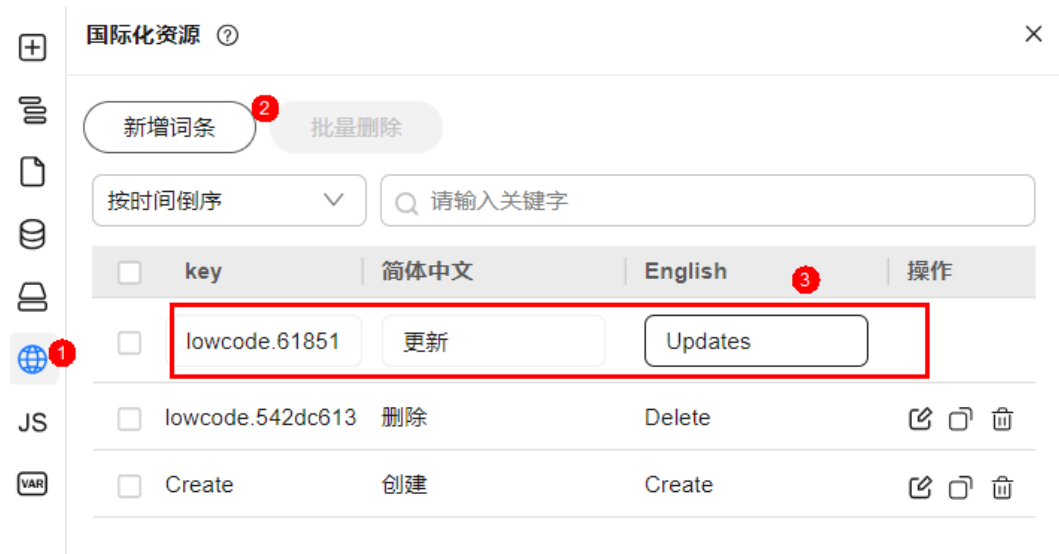 国际化资源 ?
新增词条 2 批量删除
按时间倒序 请输入关键字
key 简体中文 English 3 操作
lowcode.61851 更新 Updates
1
lowcode.542dc613 删除 Delete
JS
Create 创建 Create
VAR